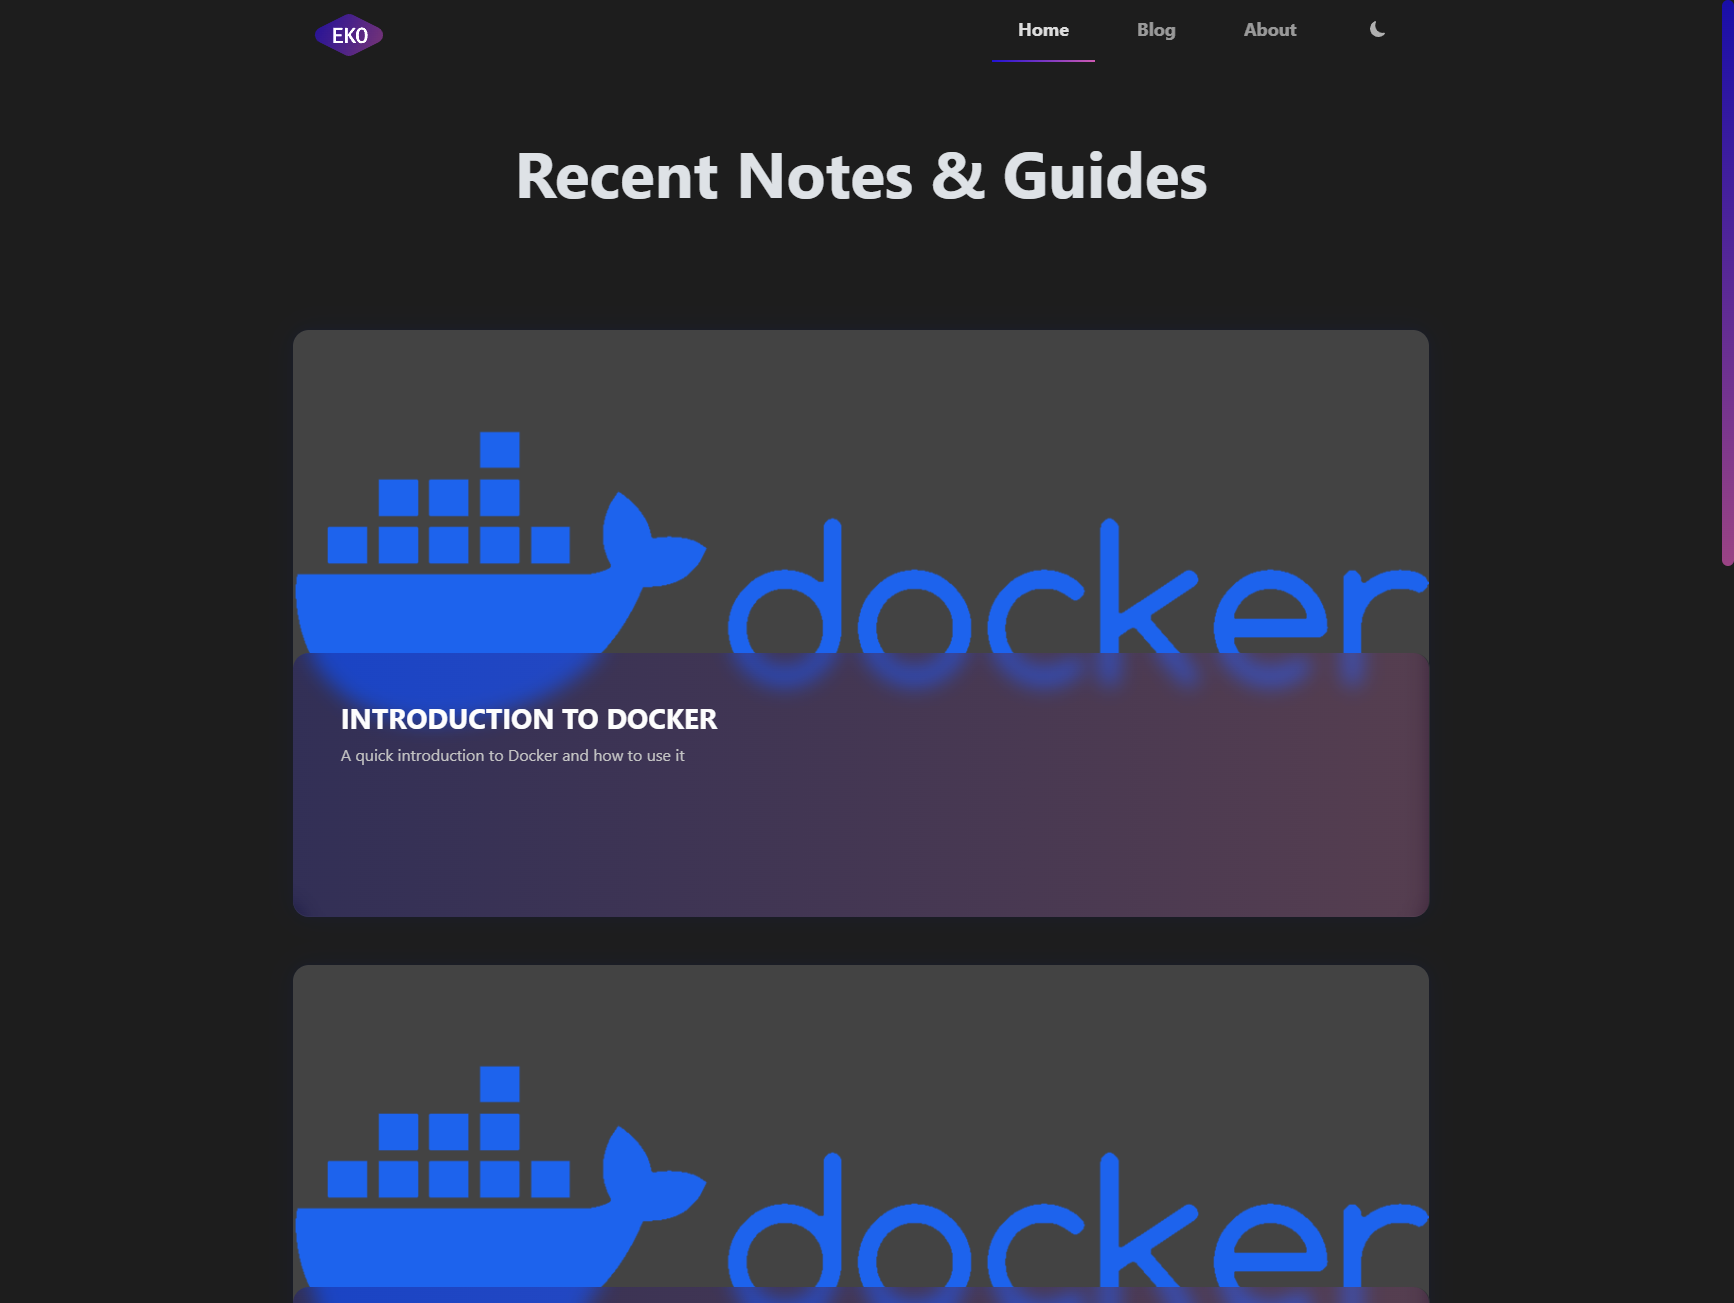 EKO
Home Blog About
Recent Notes & Guides
docker
INTRODUCTION TO DOCKER
A quick introduction to Docker and how to use it
docker